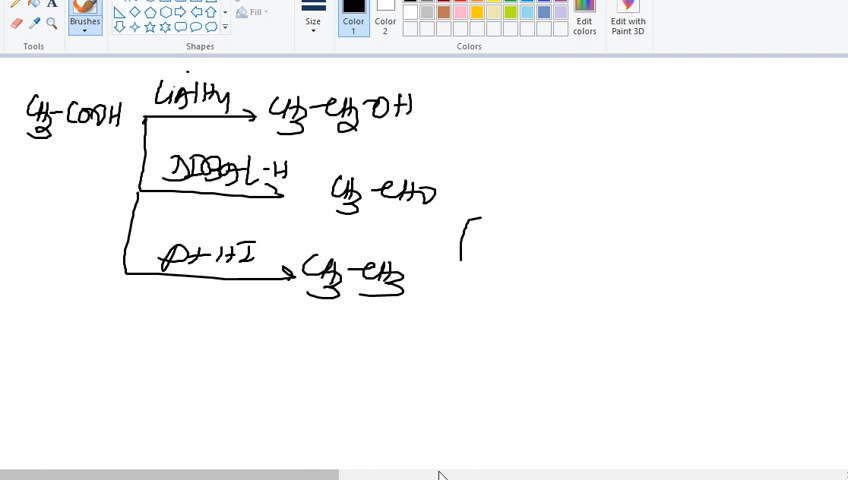 Tools
Brushes
Shapes
Fill
Size
Color 1
Color 2
Edit colors
Edit with Paint 3D
Colors
CH3-COOH
LiAlH4
CH3-CH2-OH
-H
CH3-CHO
P+HI
CH3-CH3